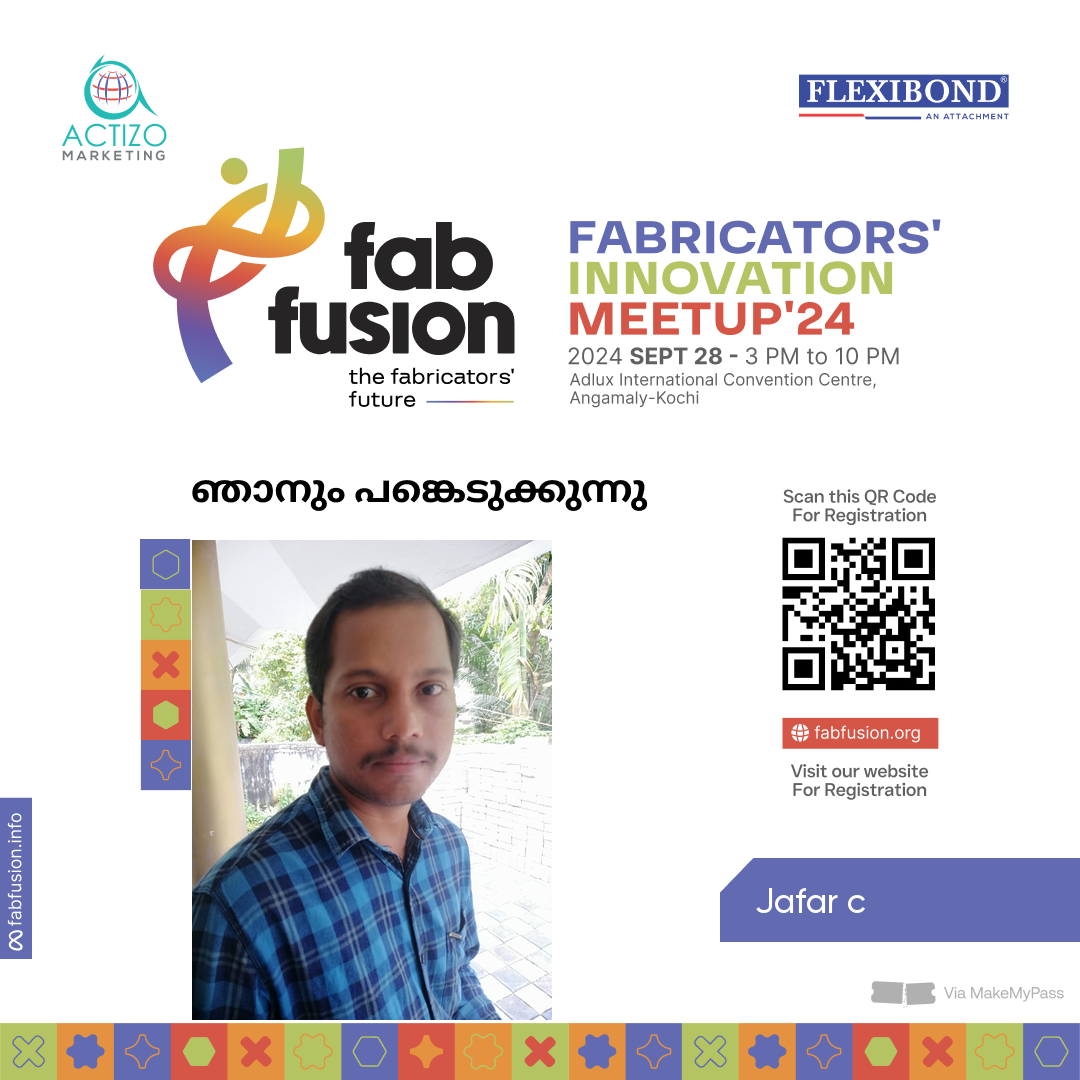 ACTIZO
MARKETING
FLEXIBOND®
AN ATTACHMENT
fab
fusion
the fabricators'
future
FABRICATORS'
INNOVATION
MEETUP'24
2024 SEPT 28 - 3 PM to 10 PM
Adlux International Convention Centre,
Angamaly-Kochi
ഞാനും പങ്കെടുക്കുന്നു
Scan this QR Code
For Registration
fabfusion.org
Visit our website
For Registration
fabfusion.info
Jafar c
Via MakeMyPass